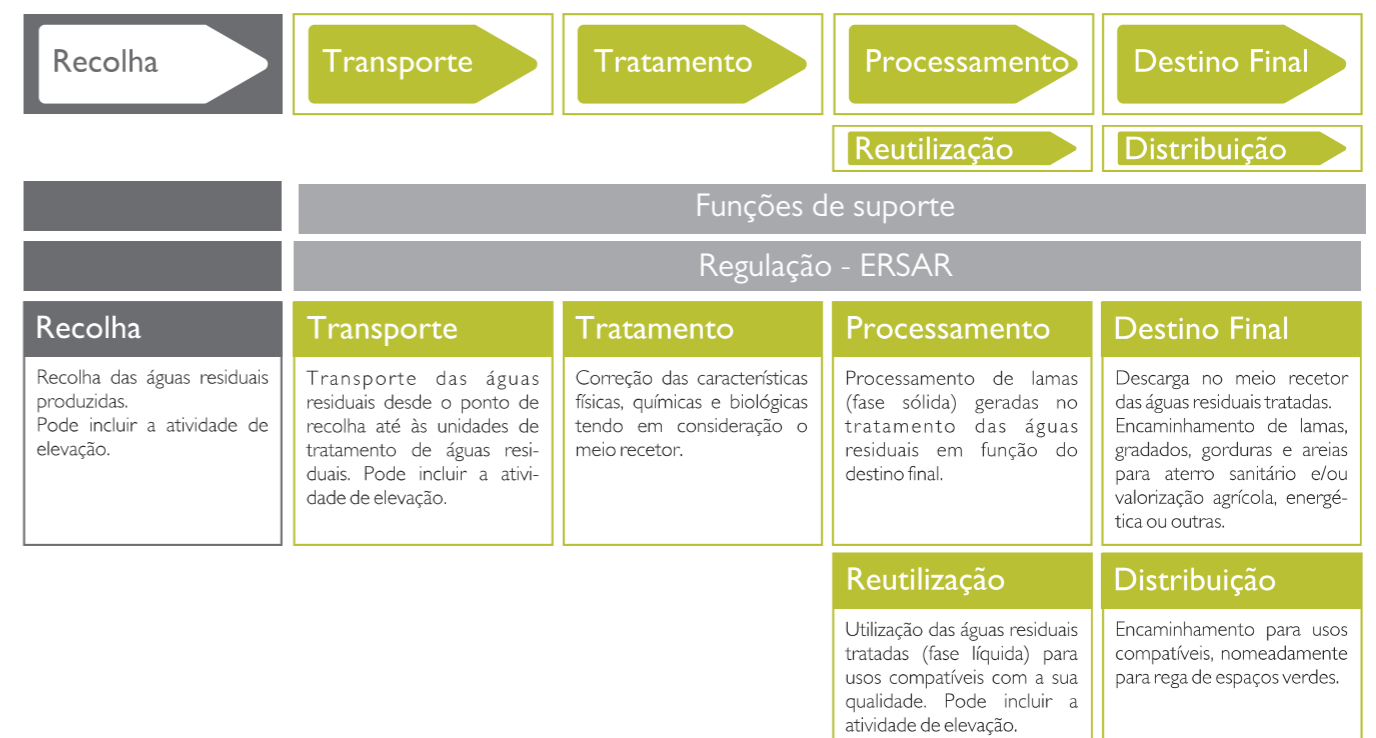 Recolha
Transporte
Tratamento
Processamento
Destino Final
Reutilização
Distribuição
Funções de suporte
Regulação - ERSAR
Recolha
Recolha das águas residuais
produzidas.
Pode incluir a atividade de
elevação.
Transporte
Transporte das águas
residuais desde o ponto de
recolha até às unidades de
tratamento de águas resi-
duais. Pode incluir a ativi-
dade de elevação.
Tratamento
Correção das características
físicas, químicas e biológicas
tendo em consideração o
meio recetor.
Processamento
Processamento de lamas
(fase sólida) geradas no
tratamento das águas
residuais em função do
destino final.
Destino Final
Descarga no meio recetor
das águas residuais tratadas.
Encaminhamento de lamas,
gradados, gorduras e areias
para aterro sanitário e/ou
valorização agrícola, energé-
tica ou outras.
Reutilização
Utilização das águas residuais
tratadas (fase líquida) para
usos compatíveis com a sua
qualidade. Pode incluir a
atividade de elevação.
Distribuição
Encaminhamento para usos
compatíveis, nomeadamente
para rega de espaços verdes.